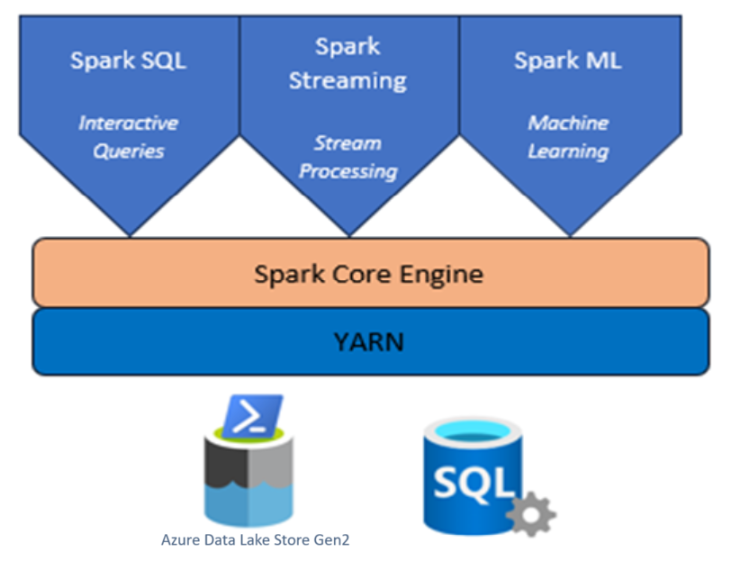 Spark SQL
Interactive
Queries
Spark
Streaming
Stream
Processing
Spark ML
Machine
Learning
Spark Core Engine
YARN
SQL
Azure Data Lake Store Gen2